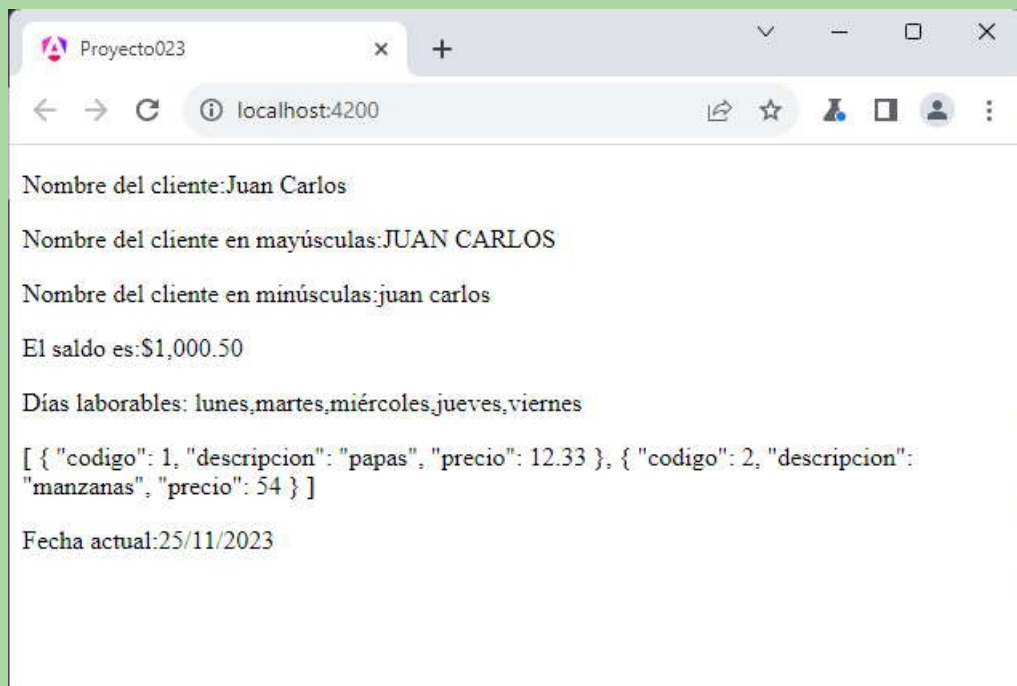 Proyecto023
localhost:4200
Nombre del cliente:Juan Carlos
Nombre del cliente en mayúsculas:JUAN CARLOS
Nombre del cliente en minúsculas:juan carlos
El saldo es:$1,000.50
Días laborables: lunes,martes,miércoles,jueves,viernes
[ { "codigo": 1, "descripcion": "papas", "precio": 12.33 }, { "codigo": 2, "descripcion":
"manzanas", "precio": 54 } ]
Fecha actual:25/11/2023